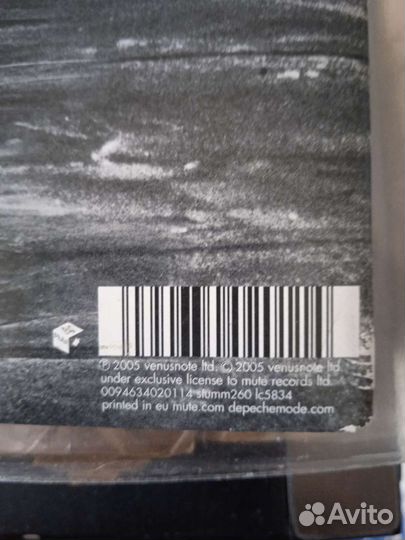 ℗ 2005 venusnote ltd. © 2005 venusnote ltd.
under exclusive license to mute records ltd.
0094634020114 stumm260 lc5834
printed in eu mute.com depechemode.com
Avito